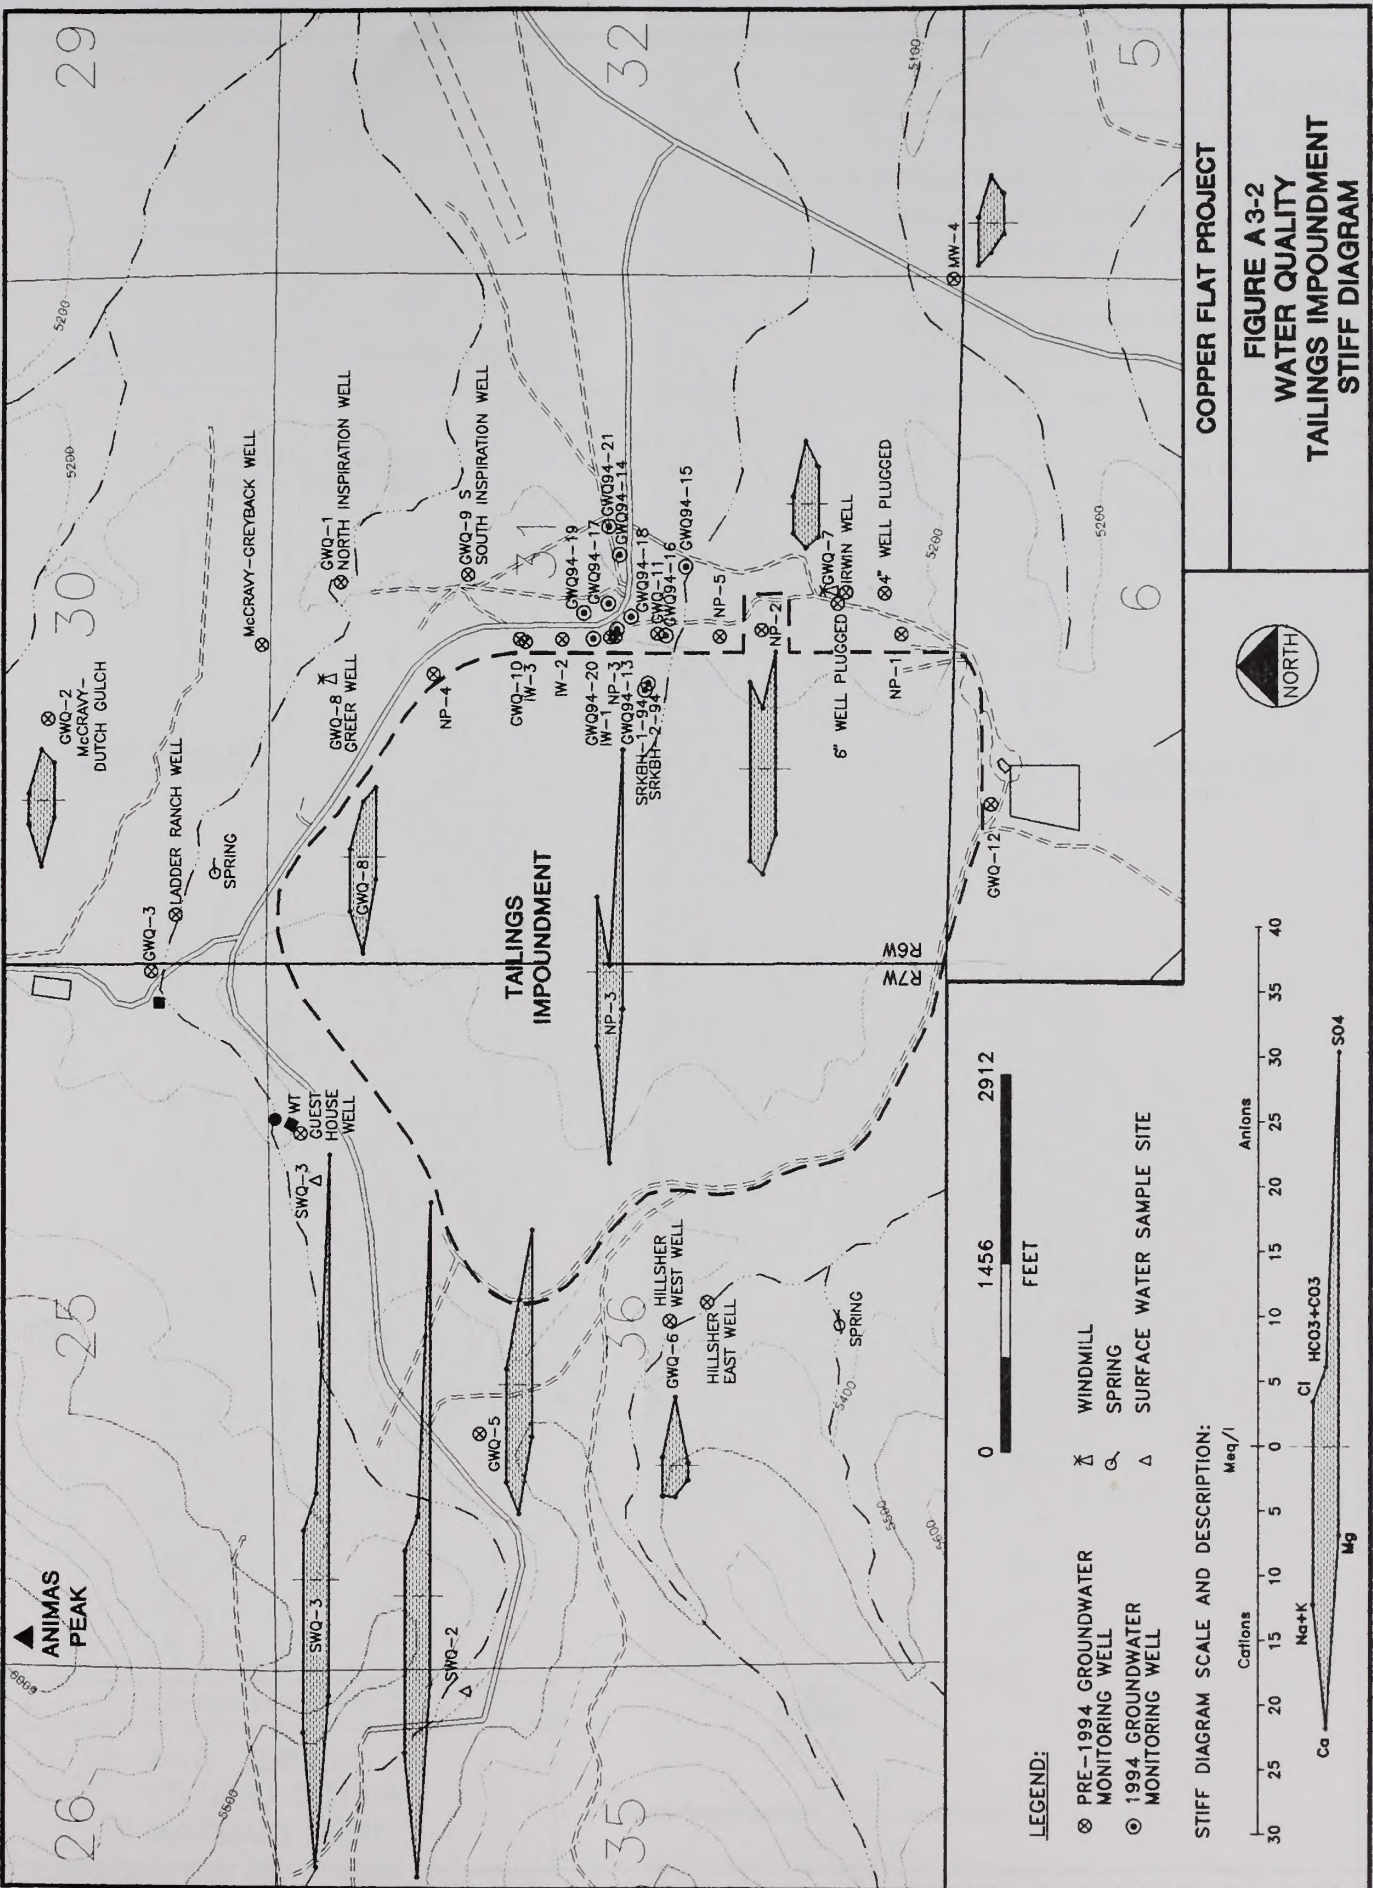 29
30
25
26
32
31
36
35
5
6
5200
5200
5200
5200
5100
5400
5500
5600
5600
6000
ANIMAS
PEAK
GWQ-2
McCRAVY-
DUTCH GULCH
LADDER RANCH WELL
SPRING
GWQ-3
McCRAVY-GREYBACK WELL
GWQ-1
NORTH INSPIRATION WELL
GWQ-8
GREER WELL
GWQ-9 S
SOUTH INSPIRATION WELL
WT
GUEST
HOUSE
WELL
SWQ-3
SWQ-3
SWQ-2
GWQ-5
GWQ-8
NP-4
GWQ-10
IW-3
IW-2
GWQ94-20
IW-1
NP-3
GWQ94-13
SRKBH-1-94
SRKBH-2-94
GWQ94-19
GWQ94-17
GWQ94-21
GWQ94-14
GWQ94-18
GWQ-11
GWQ94-16
GWQ94-15
NP-5
NP-2
TAILINGS
IMPOUNDMENT
NP-3
GWQ-6
HILLSHER
WEST WELL
HILLSHER
EAST WELL
SPRING
GWQ-7
IRWIN WELL
6" WELL PLUGGED
4" WELL PLUGGED
NP-1
GWQ-12
MW-4
R7W
R6W
LEGEND:
PRE-1994 GROUNDWATER
MONITORING WELL
1994 GROUNDWATER
MONITORING WELL
WINDMILL
SPRING
SURFACE WATER SAMPLE SITE
0 1456 2912
FEET
STIFF DIAGRAM SCALE AND DESCRIPTION:
Meq/l
Cations Anions
30 25 20 15 10 5 0 5 10 15 20 25 30 35 40
Na+K Cl
Ca HCO3+CO3
Mg SO4
NORTH
COPPER FLAT PROJECT
FIGURE A3-2
WATER QUALITY
TAILINGS IMPOUNDMENT
STIFF DIAGRAM